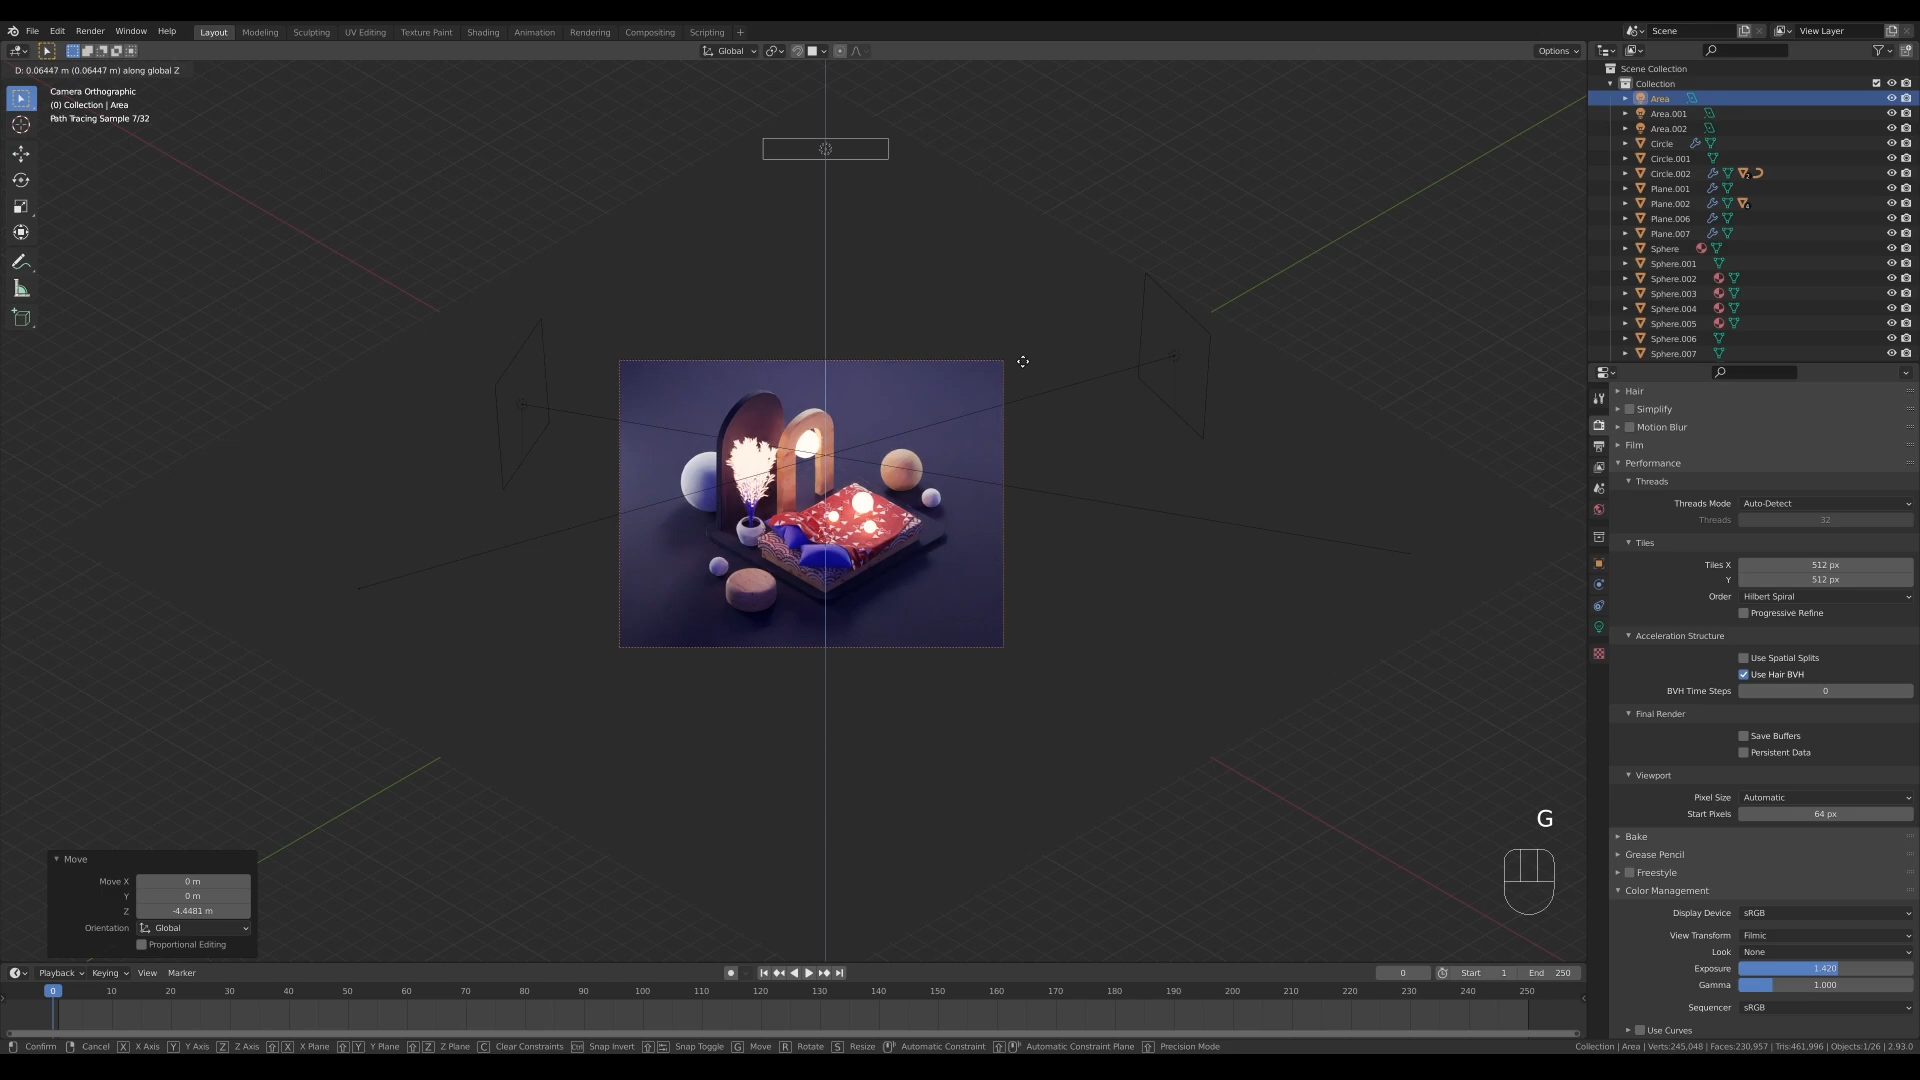 File Edit Render Window Help Layout Modeling Sculpting UV Editing Texture Paint Shading Animation Rendering Compositing Scripting + Scene View Layer
Global Options
D: 0.06447 m (0.06447 m) along global Z
Camera Orthographic
(0) Collection | Area
Path Tracing Sample 7/32
Scene Collection
Collection
Area
Area.001
Area.002
Circle
Circle.001
Circle.002
Plane.001
Plane.002
Plane.006
Plane.007
Sphere
Sphere.001
Sphere.002
Sphere.003
Sphere.004
Sphere.005
Sphere.006
Sphere.007
Hair
Simplify
Motion Blur
Film
Performance
Threads
Threads Mode Auto-Detect
Threads 32
Tiles
Tiles X 512 px
Y 512 px
Order Hilbert Spiral
Progressive Refine
Acceleration Structure
Use Spatial Splits
Use Hair BVH
BVH Time Steps 0
Final Render
Save Buffers
Persistent Data
Viewport
Pixel Size Automatic
Start Pixels 64 px
Bake
Grease Pencil
Freestyle
Color Management
Display Device sRGB
View Transform Filmic
Look None
Exposure 1.420
Gamma 1.000
Sequencer sRGB
Use Curves
G
Move
Move X 0 m
Y 0 m
Z -4.4481 m
Orientation Global
Proportional Editing
Playback Keying View Marker 0 Start 1 End 250
0 10 20 30 40 50 60 70 80 90 100 110 120 130 140 150 160 170 180 190 200 210 220 230 240 250
Confirm Cancel X X Axis Y Y Axis Z Z Axis X X Plane Y Y Plane Z Z Plane C Clear Constraints Ctrl Snap Invert Snap Toggle G Move R Rotate S Resize Automatic Constraint Automatic Constraint Plane Precision Mode Collection | Area | Verts:245,048 | Faces:230,957 | Tris:461,996 | Objects:1/26 | 2.93.0